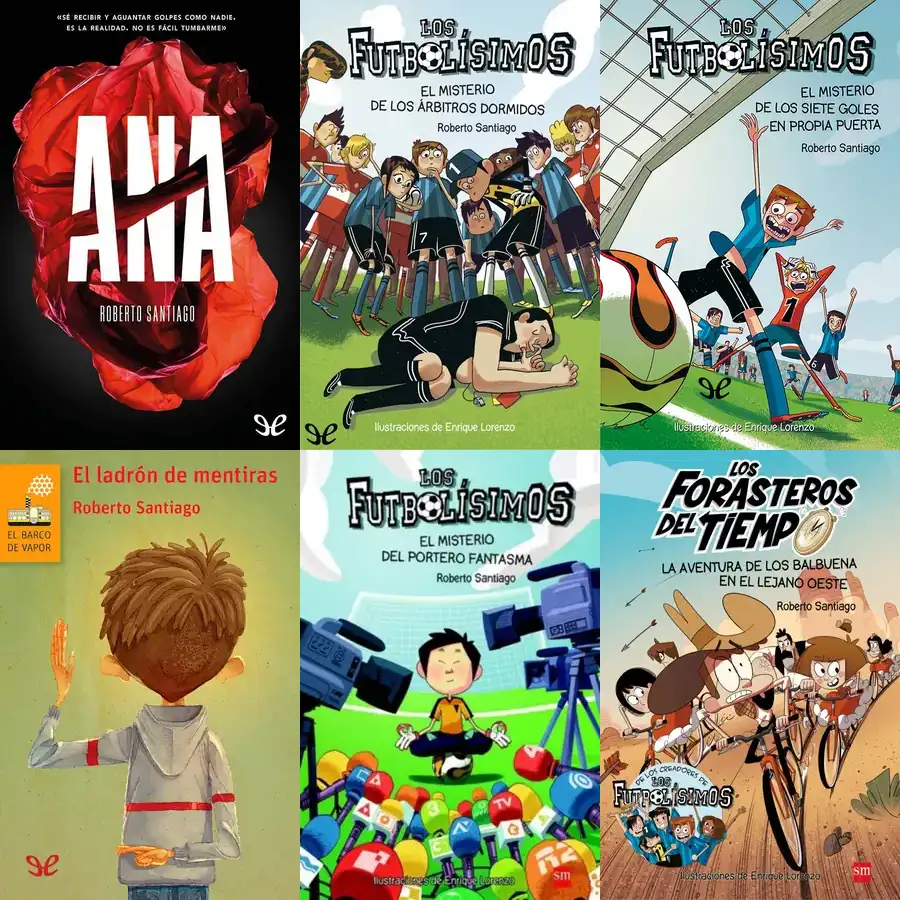 «SÉ RECIBIR Y AGUANTAR GOLPES COMO NADIE.
ES LA REALIDAD. NO ES FÁCIL TUMBARME»
ANA
ROBERTO SANTIAGO
LOS
FUTBOLÍSIMOS
EL MISTERIO
DE LOS ÁRBITROS DORMIDOS
Roberto Santiago
7
1
Ilustraciones de Enrique Lorenzo
LOS
FUTBOLÍSIMOS
EL MISTERIO
DE LOS SIETE GOLES
EN PROPIA PUERTA
Roberto Santiago
1
6
Ilustraciones de Enrique Lorenzo
EL BARCO
DE VAPOR
El ladrón de mentiras
Roberto Santiago
LOS
FUTBOLÍSIMOS
EL MISTERIO
DEL PORTERO FANTASMA
Roberto Santiago
TV
Ilustraciones de Enrique Lorenzo
sm
LOS
FORASTEROS
DEL TIEMPO
LA AVENTURA DE LOS BALBUENA
EN EL LEJANO OESTE
Roberto Santiago
DE LOS CREADORES DE
LOS
FUTBOLÍSIMOS
Ilustraciones de Enrique Lorenzo
sm